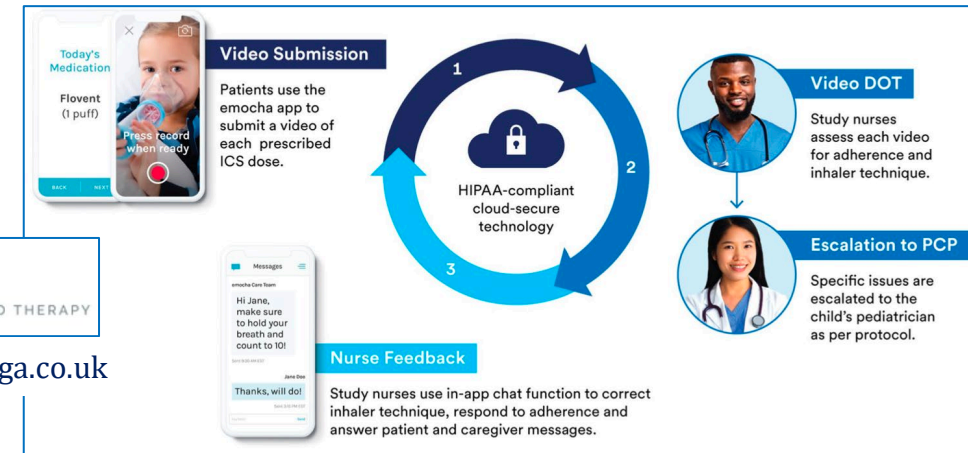 Today's
Medication
Flovent
(1 puff)
BACK
NEXT
Press record
when ready
Video Submission
Patients use the
emocha app to
submit a video of
each prescribed
ICS dose.
1
2
3
HIPAA-compliant
cloud-secure
technology
Video DOT
Study nurses
assess each video
for adherence and
inhaler technique.
Escalation to PCP
Specific issues are
escalated to the
child's pediatrician
as per protocol.
THERAPY
ga.co.uk
Messages
emocha Care Team
Hi Jane,
make sure
to hold your
breath and
count to 10!
Jane Doe
Thanks, will do!
Send
Nurse Feedback
Study nurses use in-app chat function to correct
inhaler technique, respond to adherence and
answer patient and caregiver messages.